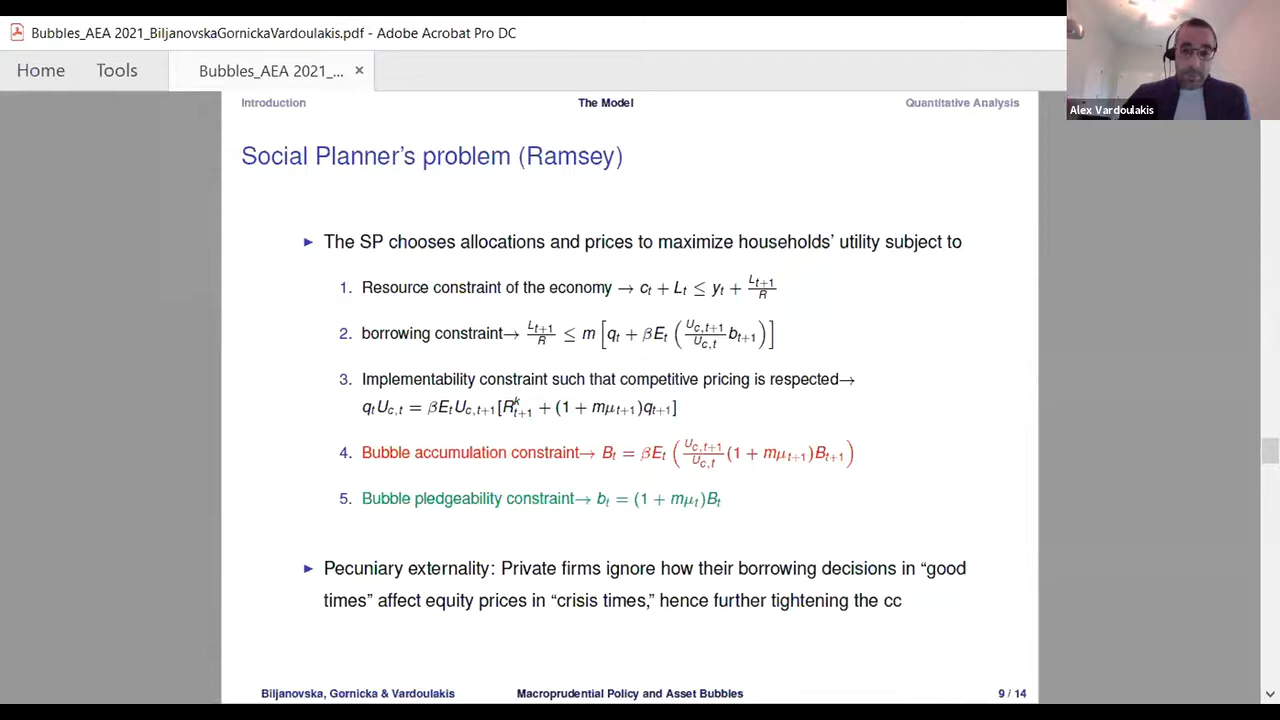 Bubbles_AEA 2021_BiljanovskaGornickaVardoulakis.pdf - Adobe Acrobat Pro DC
Home Tools Bubbles_AEA 2021_... ×
Alex Vardoulakis
Introduction The Model Quantitative Analysis
Social Planner's problem (Ramsey)
► The SP chooses allocations and prices to maximize households' utility subject to
1. Resource constraint of the economy → c_t + L_t ≤ y_t + L_{t+1}/R
2. borrowing constraint→ L_{t+1}/R ≤ m [q_t + βE_t (U_{c,t+1}/U_{c,t} b_{t+1})]
3. Implementability constraint such that competitive pricing is respected→
q_tU_{c,t} = βE_tU_{c,t+1}[R^k_{t+1} + (1 + mμ_{t+1})q_{t+1}]
4. Bubble accumulation constraint→ B_t = βE_t (U_{c,t+1}/U_{c,t} (1 + mμ_{t+1})B_{t+1})
5. Bubble pledgeability constraint→ b_t = (1 + mμ_t)B_t
► Pecuniary externality: Private firms ignore how their borrowing decisions in “good
times” affect equity prices in “crisis times,” hence further tightening the cc
Biljanovska, Gornicka & Vardoulakis Macroprudential Policy and Asset Bubbles 9 / 14